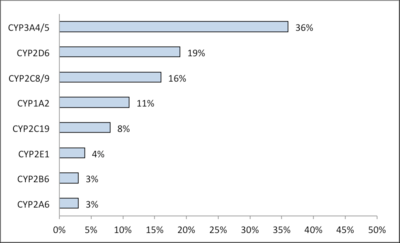 CYP3A4/5 36%
CYP2D6 19%
CYP2C8/9 16%
CYP1A2 11%
CYP2C19 8%
CYP2E1 4%
CYP2B6 3%
CYP2A6 3%
0% 5% 10% 15% 20% 25% 30% 35% 40% 45% 50%